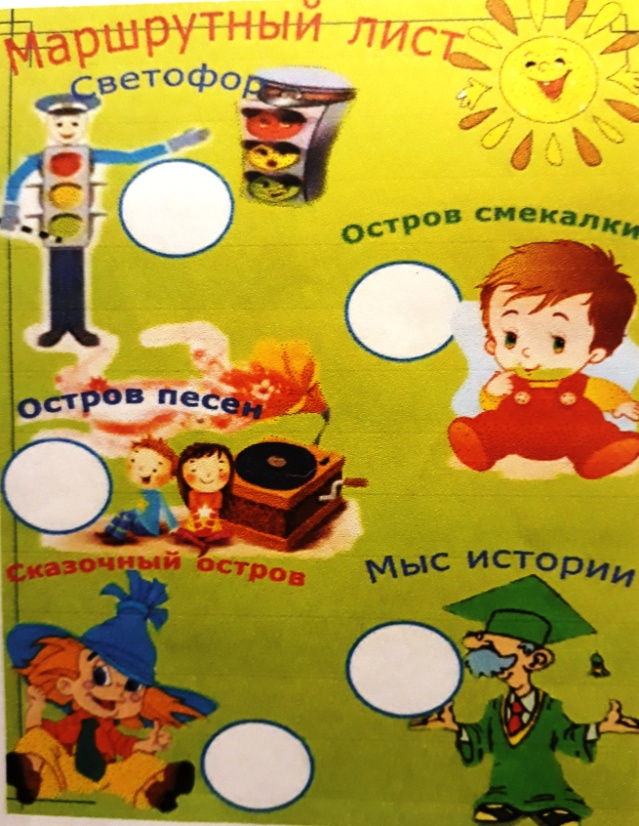 Маршрутный лист
Светофор
Остров смекалки
Остров песен
Сказочный остров
Мыс истории